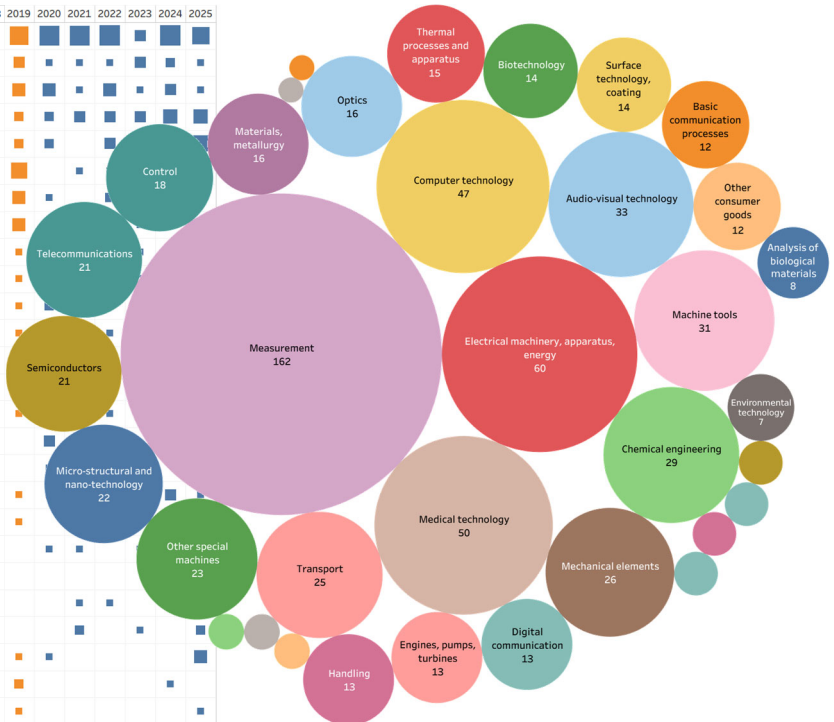 2019 2020 2021 2022 2023 2024 2025
Thermal
processes and
apparatus
15
Biotechnology
14
Surface
technology,
coating
14
Optics
16
Basic
communication
processes
12
Materials,
metallurgy
16
Control
18
Computer technology
47
Audio-visual technology
33
Other
consumer
goods
12
Telecommunications
21
Analysis of
biological
materials
8
Measurement
162
Electrical machinery, apparatus,
energy
60
Machine tools
31
Semiconductors
21
Environmental
technology
7
Chemical engineering
29
Micro-structural and
nano-technology
22
Medical technology
50
Other special
machines
23
Transport
25
Mechanical elements
26
Digital
communication
13
Engines, pumps,
turbines
13
Handling
13